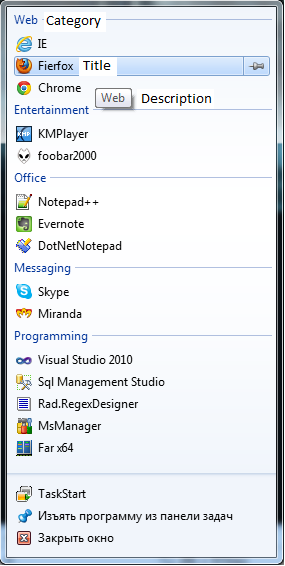 Web Category
IE
Fierfox Title
Chrome
Web Description
Entertainment
KMPlayer
foobar2000
Office
Notepad++
Evernote
DotNetNotepad
Messaging
Skype
Miranda
Programming
Visual Studio 2010
Sql Management Studio
Rad.RegexDesigner
MsManager
Far x64
TaskStart
Изъять программу из панели задач
Закрыть окно